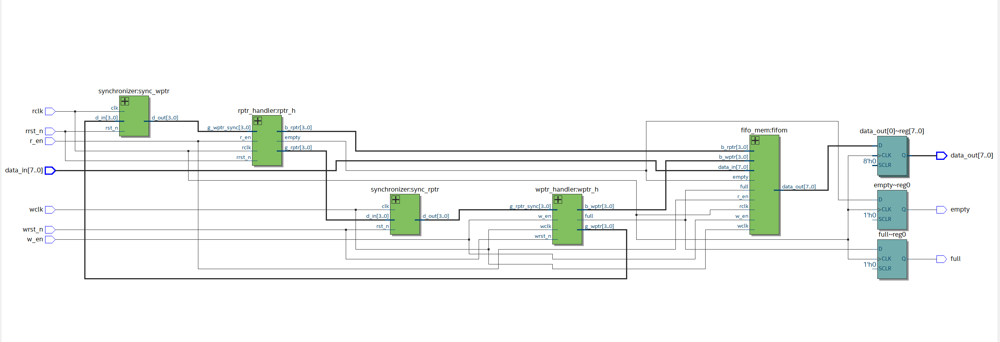 rclk
rrst_n
r_en
data_in[7..0]
wclk
wrst_n
w_en
synchronizer:sync_wptr
clk
d_in[3..0]
rst_n
d_out[3..0]
rptr_handler:rptr_h
g_wptr_sync[3..0]
r_en
rclk
rrst_n
b_rptr[3..0]
empty
g_rptr[3..0]
synchronizer:sync_rptr
clk
d_in[3..0]
rst_n
d_out[3..0]
wptr_handler:wptr_h
g_rptr_sync[3..0]
w_en
wclk
wrst_n
b_wptr[3..0]
full
g_wptr[3..0]
fifo_mem:fifom
b_rptr[3..0]
b_wptr[3..0]
data_in[7..0]
empty
full
r_en
rclk
w_en
wclk
data_out[7..0]
data_out[0]~reg[7..0]
D
CLK
Q
8'h0
SCLR
empty~reg0
D
CLK
Q
1'h0
SCLR
full~reg0
D
CLK
Q
1'h0
SCLR
data_out[7..0]
empty
full